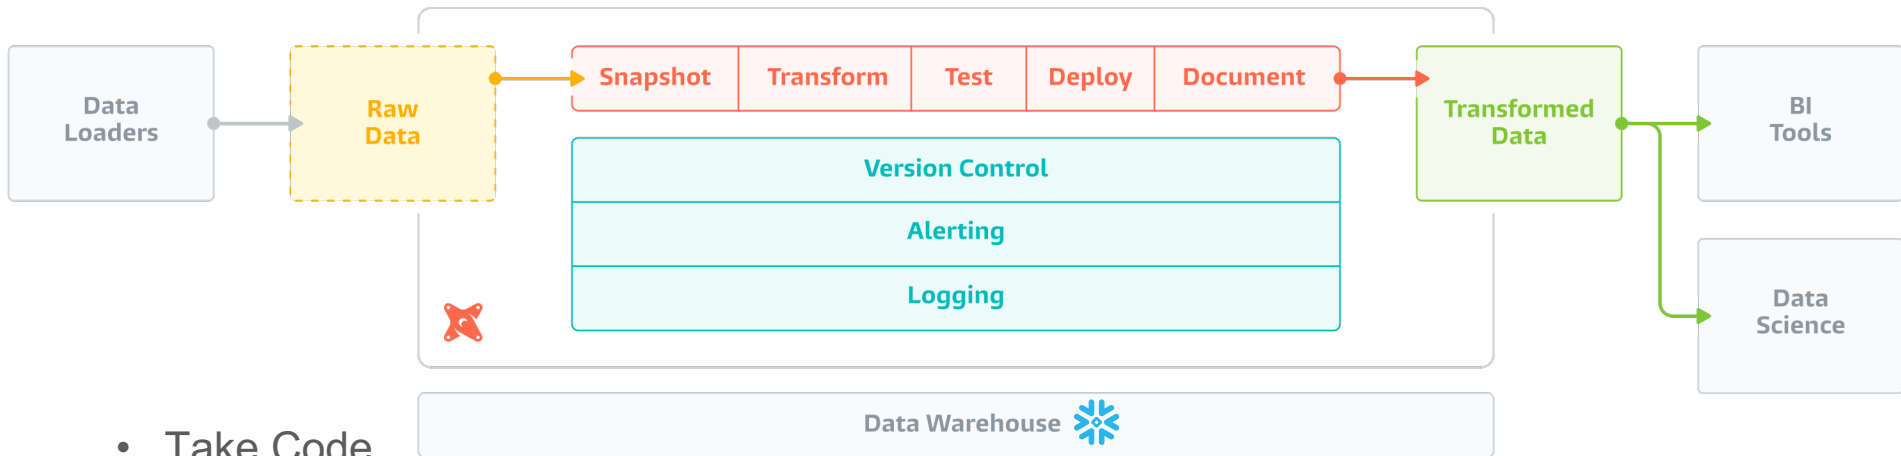 Data
Loaders
Raw
Data
Snapshot
Transform
Test
Deploy
Document
Version Control
Alerting
Logging
Transformed
Data
BI
Tools
Data
Science
Data Warehouse
• Take Code